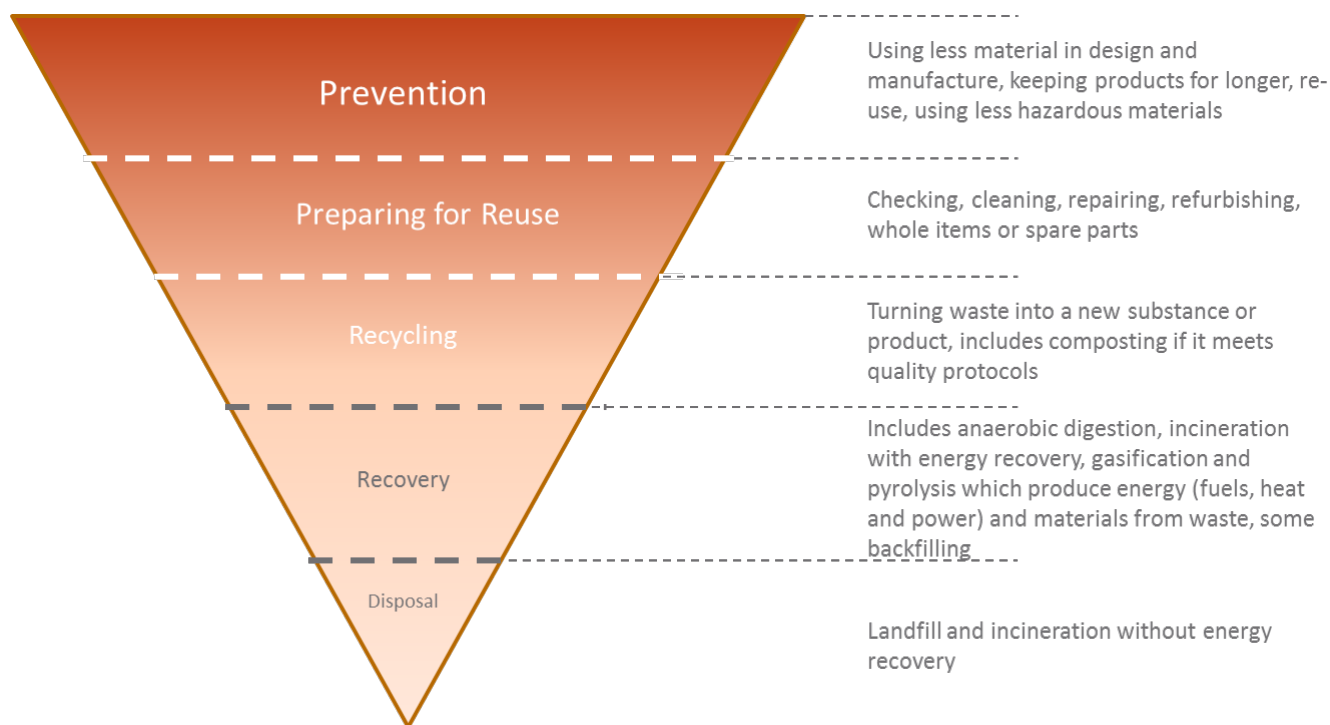 Prevention
Using less material in design and
manufacture, keeping products for longer, re-
use, using less hazardous materials
Preparing for Reuse
Checking, cleaning, repairing, refurbishing,
whole items or spare parts
Recycling
Turning waste into a new substance or
product, includes composting if it meets
quality protocols
Recovery
Includes anaerobic digestion, incineration
with energy recovery, gasification and
pyrolysis which produce energy (fuels, heat
and power) and materials from waste, some
backfilling
Disposal
Landfill and incineration without energy
recovery